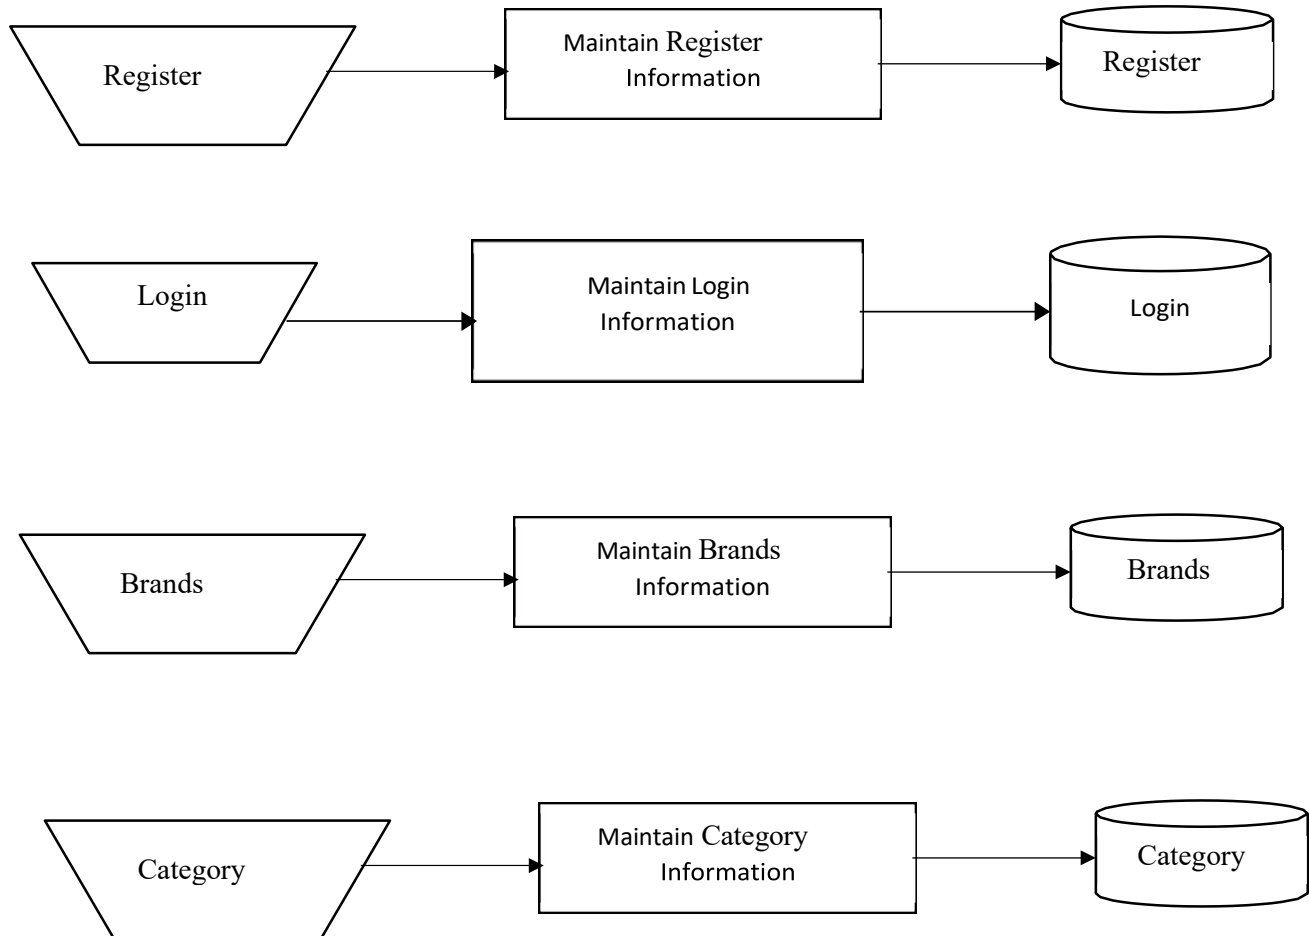 Register
Maintain Register
Information
Register
Login
Maintain Login
Information
Login
Brands
Maintain Brands
Information
Brands
Category
Maintain Category
Information
Category